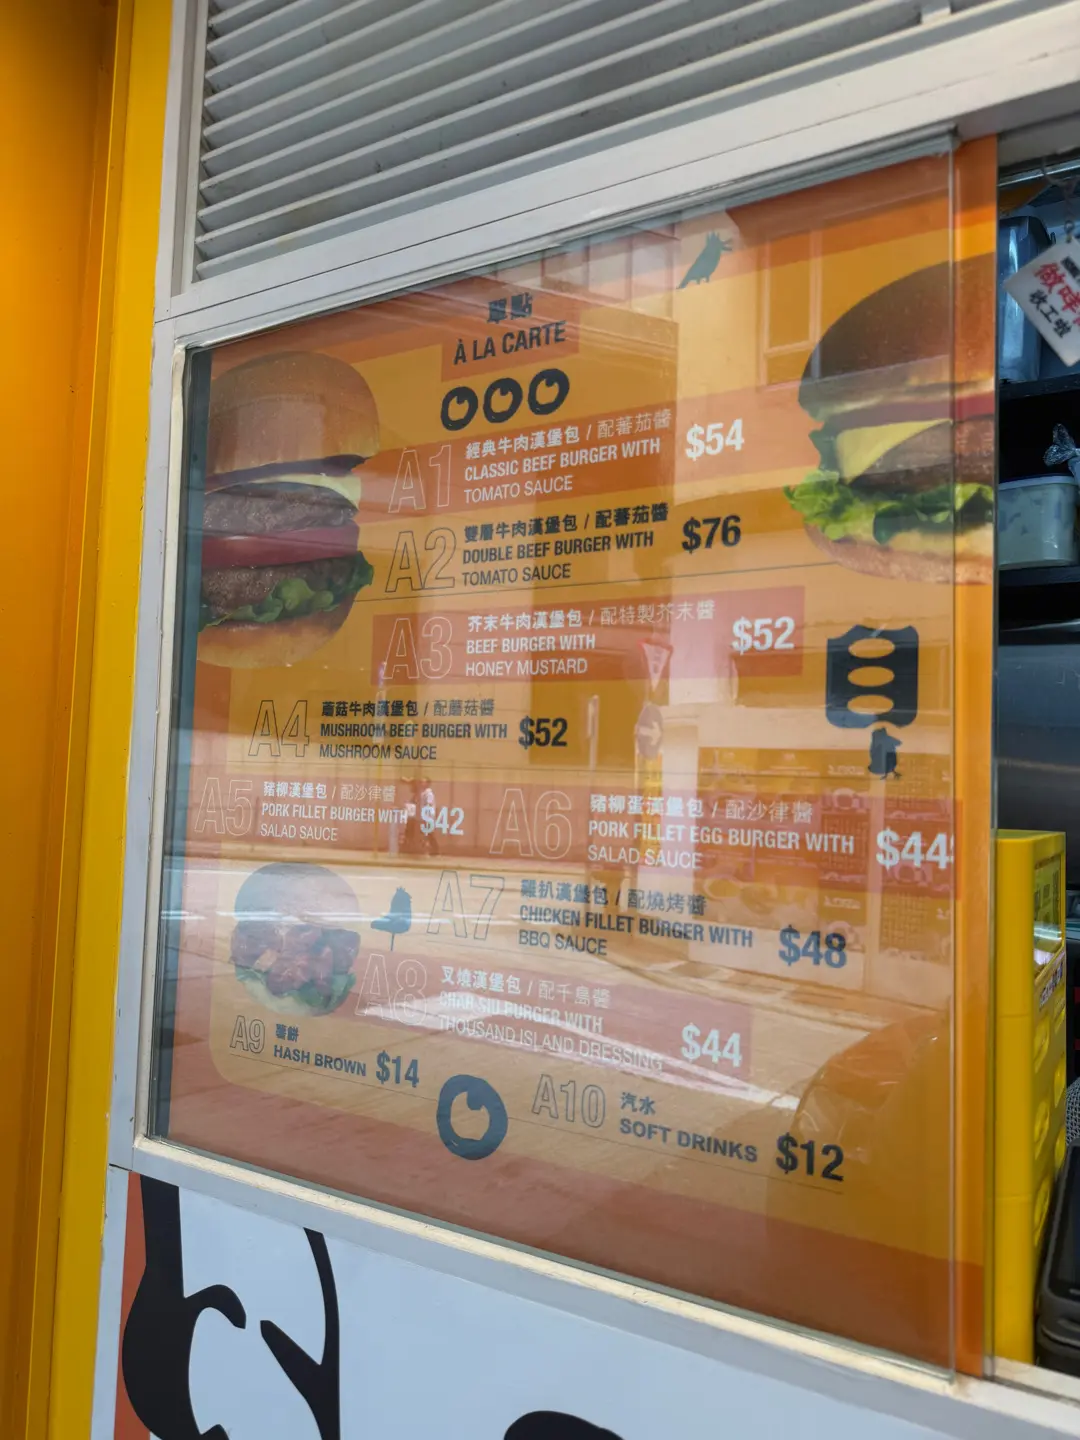 單點
À LA CARTE
A1
經典牛肉漢堡包 / 配蕃茄醬
CLASSIC BEEF BURGER WITH
TOMATO SAUCE
$54
A2
雙層牛肉漢堡包 / 配蕃茄醬
DOUBLE BEEF BURGER WITH
TOMATO SAUCE
$76
A3
芥末牛肉漢堡包 / 配特製芥末醬
BEEF BURGER WITH
HONEY MUSTARD
$52
A4
蘑菇牛肉漢堡包 / 配蘑菇醬
MUSHROOM BEEF BURGER WITH
MUSHROOM SAUCE
$52
A5
豬柳漢堡包 / 配沙律醬
PORK FILLET BURGER WITH
SALAD SAUCE
$42
A6
豬柳蛋漢堡包 / 配沙律醬
PORK FILLET EGG BURGER WITH
SALAD SAUCE
$44
A7
雞扒漢堡包 / 配燒烤醬
CHICKEN FILLET BURGER WITH
BBQ SAUCE
$48
A8
叉燒漢堡包 / 配千島醬
CHAR SIU BURGER WITH
THOUSAND ISLAND DRESSING
$44
A9
薯餅
HASH BROWN
$14
A10
汽水
SOFT DRINKS
$12
收工啦